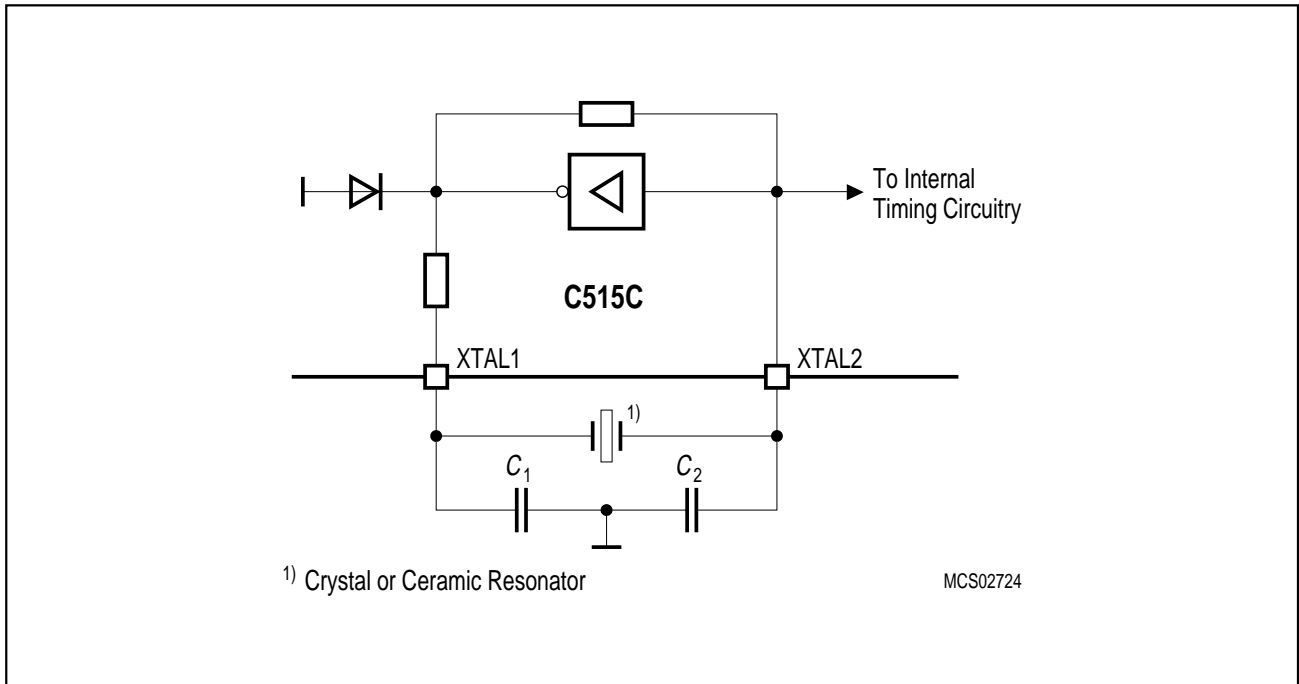 To Internal
Timing Circuitry
C515C
XTAL1
XTAL2
1)
C1
C2
1) Crystal or Ceramic Resonator
MCS02724